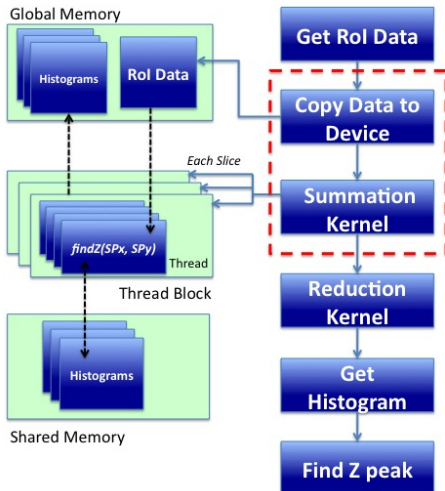 Global Memory
Histograms
RoI Data
Each Slice
findZ(SPx, SPy)
Thread
Thread Block
Histograms
Shared Memory
Get RoI Data
Copy Data to
Device
Summation
Kernel
Reduction
Kernel
Get
Histogram
Find Z peak